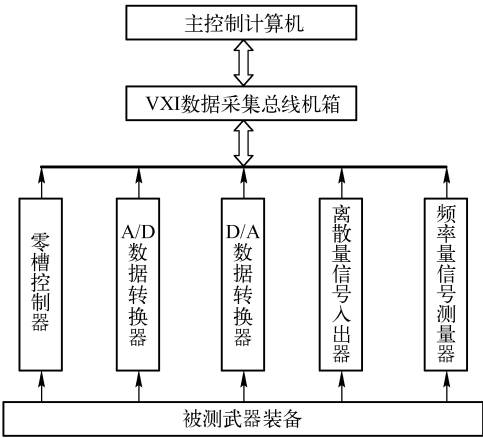 主控制计算机
VXI数据采集总线机箱
零槽控制器
A/D数据转换器
D/A数据转换器
离散量信号入出器
频率量信号测量器
被测武器装备